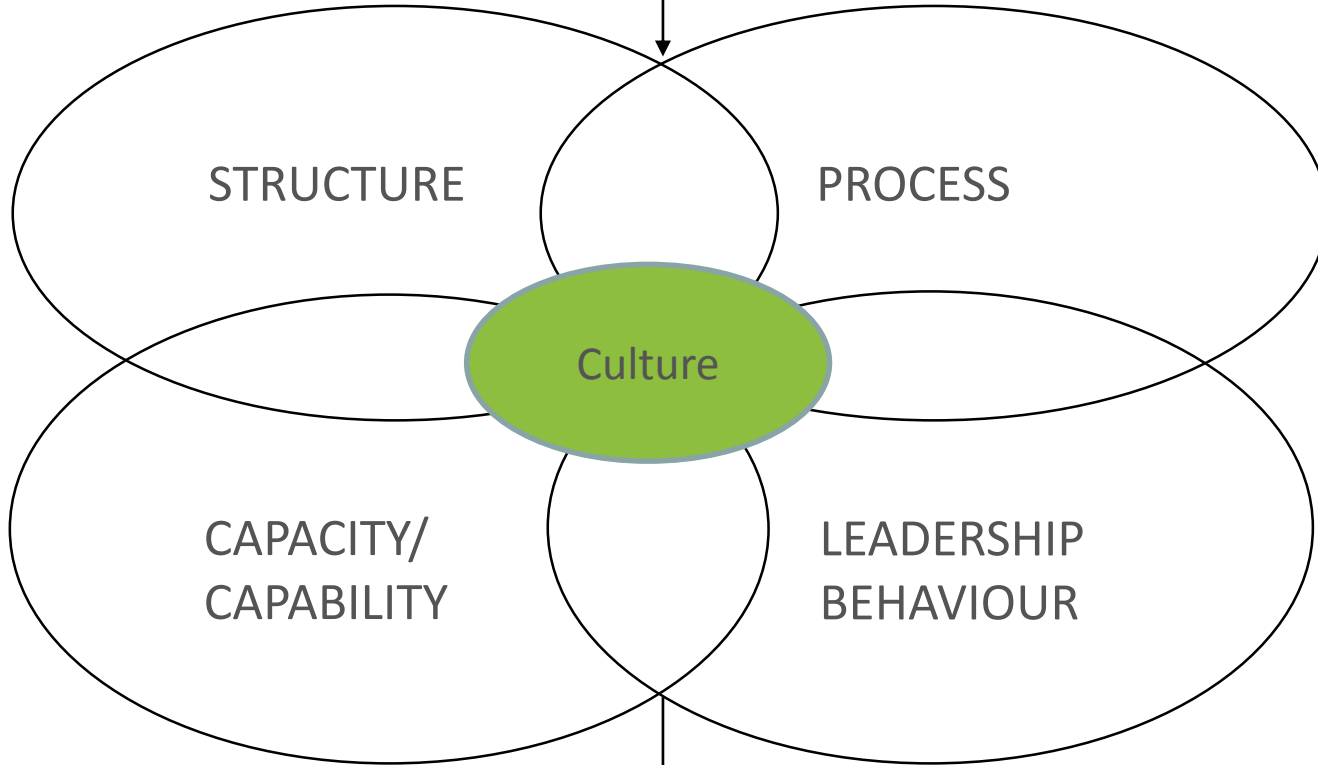 STRUCTURE
PROCESS
Culture
CAPACITY/
CAPABILITY
LEADERSHIP
BEHAVIOUR